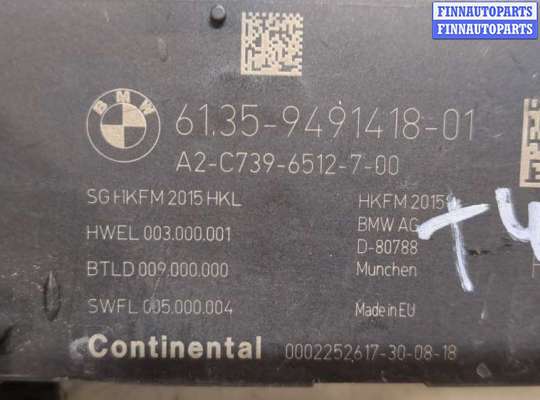 FINNAUTOPARTS
FINNAUTOPARTS
BMW
61.35-9491418-01
A2-C739-6512-7-00
SG HKFM 2015 HKL
HWEL 003.000.001
BTLD 009.000.000
SWFL 005.000.004
HKFM 2015
BMW AG
D-80788
Munchen
Made in EU
T4
Continental 0002252617-30-08-18